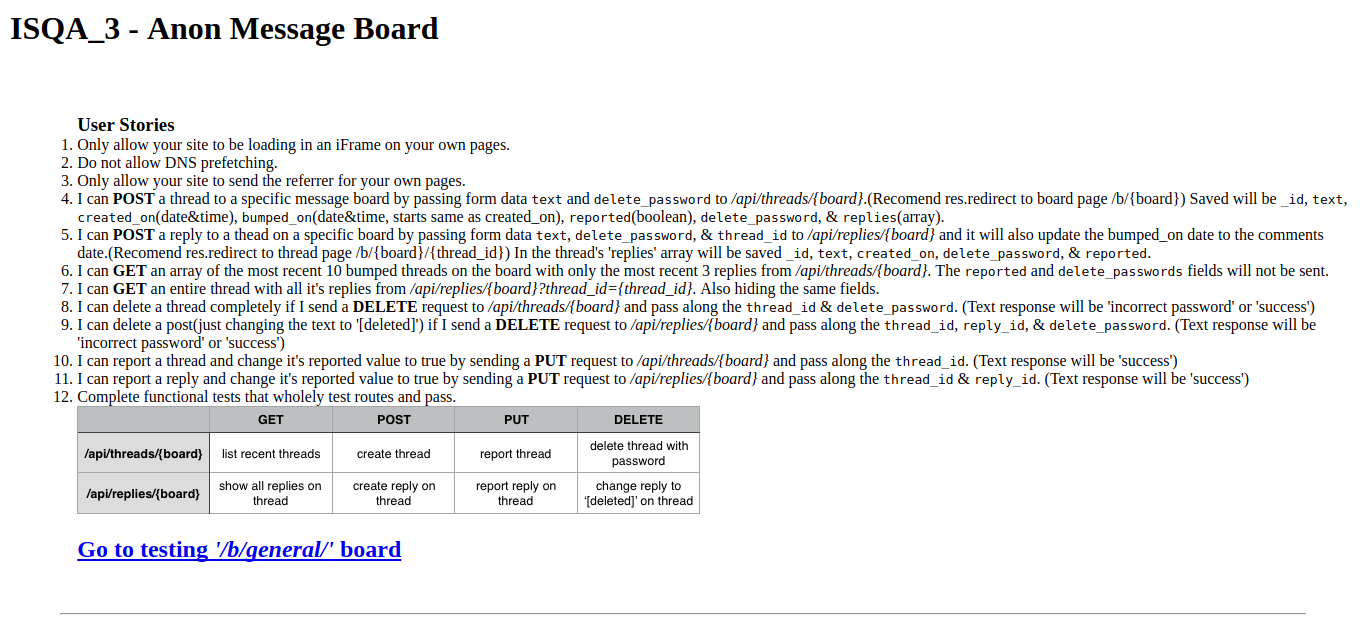 ISQA_3 - Anon Message Board
User Stories
1. Only allow your site to be loading in an iFrame on your own pages.
2. Do not allow DNS prefetching.
3. Only allow your site to send the referrer for your own pages.
4. I can POST a thread to a specific message board by passing form data text and delete_password to /api/threads/{board}.(Recomend res.redirect to board page /b/{board}) Saved will be _id, text,
created_on(date&time), bumped_on(date&time, starts same as created_on), reported(boolean), delete_password, & replies(array).
5. I can POST a reply to a thead on a specific board by passing form data text, delete_password, & thread_id to /api/replies/{board} and it will also update the bumped_on date to the comments
date.(Recomend res.redirect to thread page /b/{board}/{thread_id}) In the thread's 'replies' array will be saved _id, text, created_on, delete_password, & reported.
6. I can GET an array of the most recent 10 bumped threads on the board with only the most recent 3 replies from /api/threads/{board}. The reported and delete_passwords fields will not be sent.
7. I can GET an entire thread with all it's replies from /api/replies/{board}?thread_id={thread_id}. Also hiding the same fields.
8. I can delete a thread completely if I send a DELETE request to /api/threads/{board} and pass along the thread_id & delete_password. (Text response will be 'incorrect password' or 'success')
9. I can delete a post(just changing the text to '[deleted]') if I send a DELETE request to /api/replies/{board} and pass along the thread_id, reply_id, & delete_password. (Text response will be
'incorrect password' or 'success')
10. I can report a thread and change it's reported value to true by sending a PUT request to /api/threads/{board} and pass along the thread_id. (Text response will be 'success')
11. I can report a reply and change it's reported value to true by sending a PUT request to /api/replies/{board} and pass along the thread_id & reply_id. (Text response will be 'success')
12. Complete functional tests that wholely test routes and pass.
GET POST PUT DELETE
/api/threads/{board} list recent threads create thread report thread delete thread with password
/api/replies/{board} show all replies on thread create reply on thread report reply on thread change reply to '[deleted]' on thread
Go to testing '/b/general/' board